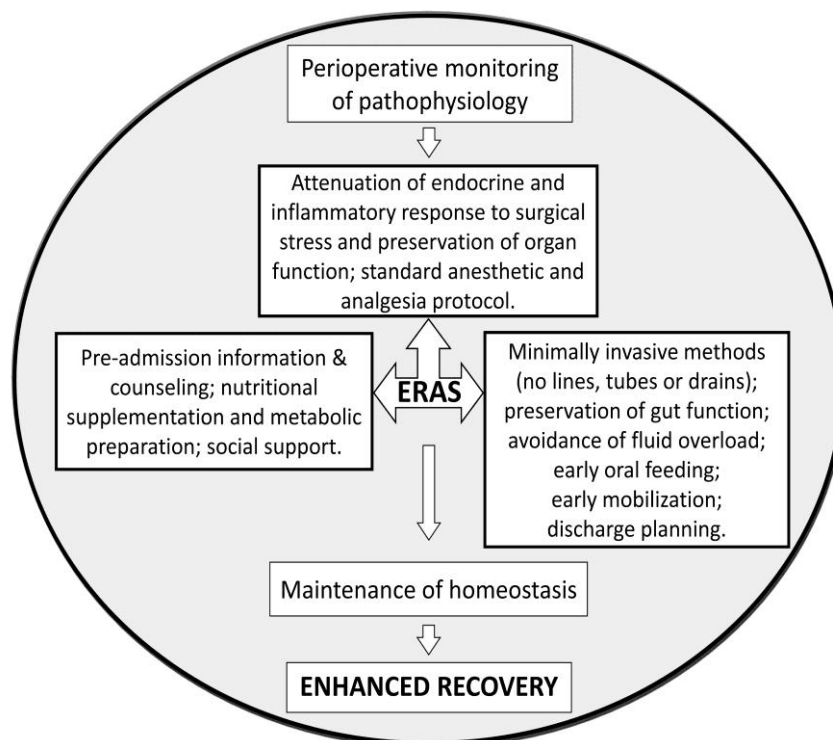 Perioperative monitoring
of pathophysiology
Attenuation of endocrine and
inflammatory response to surgical
stress and preservation of organ
function; standard anesthetic and
analgesia protocol.
Pre-admission information &
counseling; nutritional
supplementation and metabolic
preparation; social support.
ERAS
Minimally invasive methods
(no lines, tubes or drains);
preservation of gut function;
avoidance of fluid overload;
early oral feeding;
early mobilization;
discharge planning.
Maintenance of homeostasis
ENHANCED RECOVERY